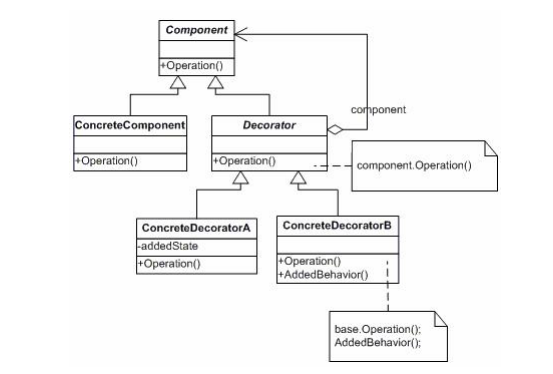 Component
+Operation()
component
ConcreteComponent
+Operation()
Decorator
+Operation()
component.Operation()
ConcreteDecoratorA
-addedState
+Operation()
ConcreteDecoratorB
+Operation()
+AddedBehavior()
base.Operation();
AddedBehavior();